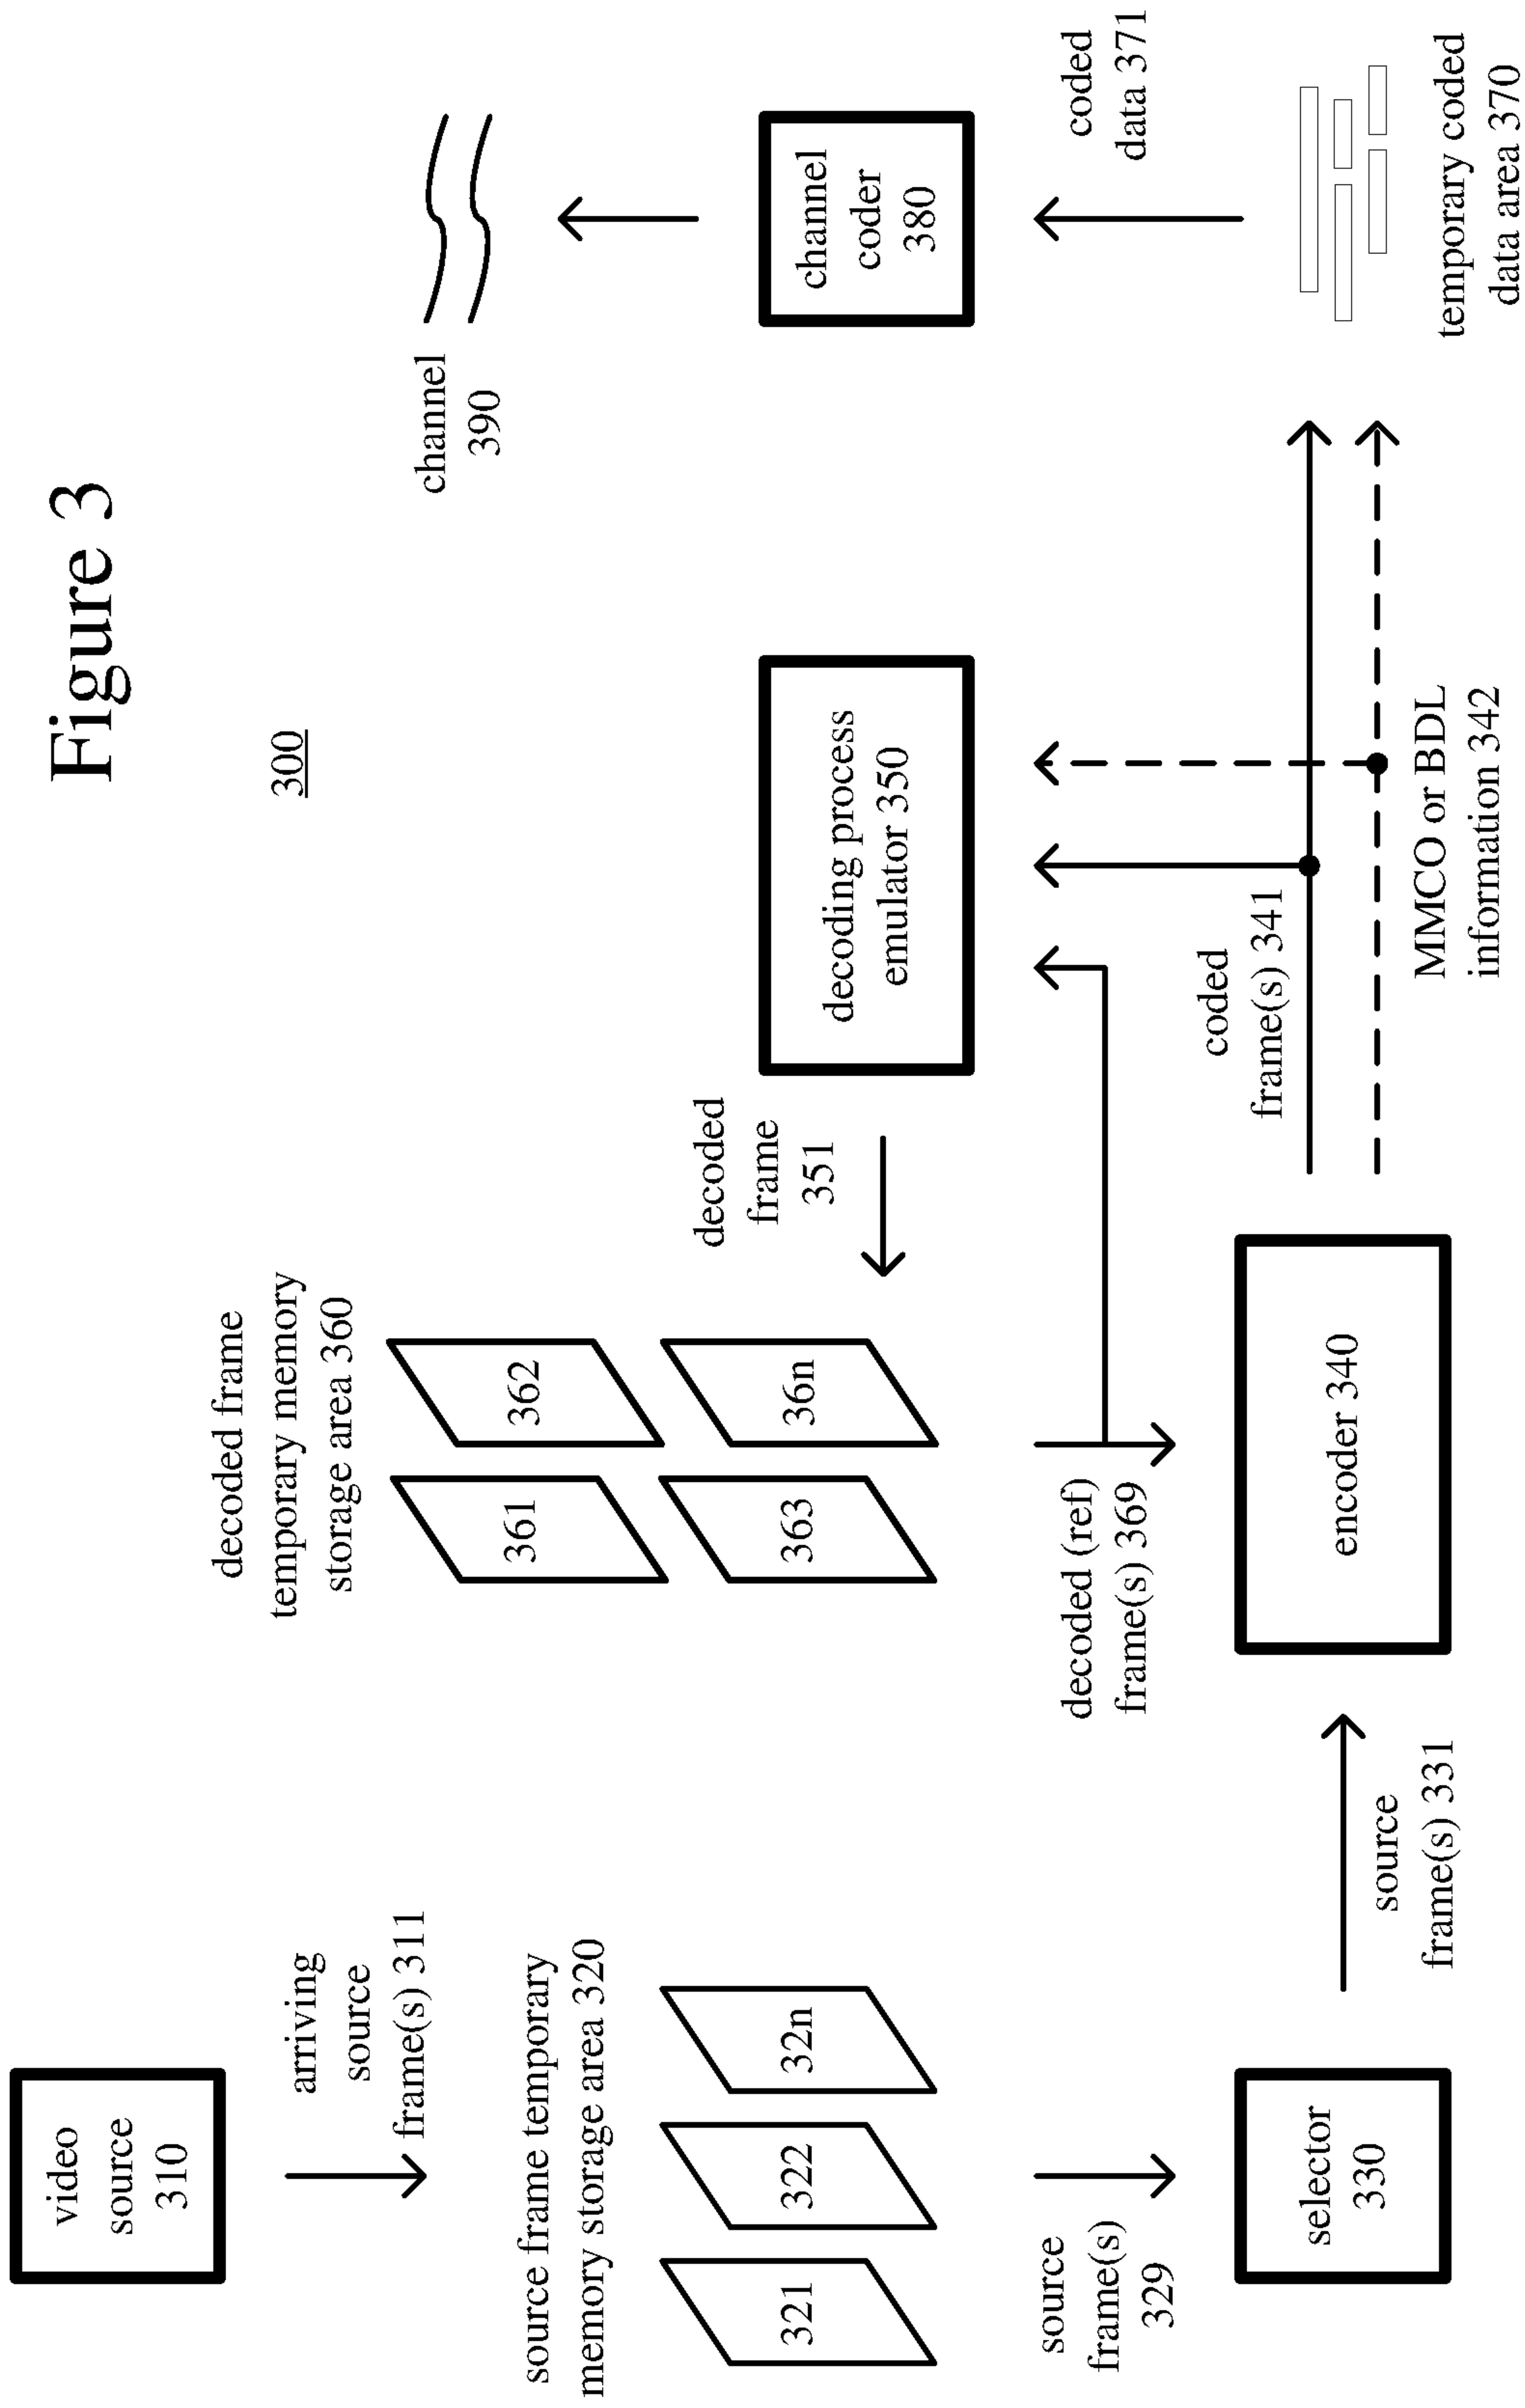 Figure 3
300
video
source
310
arriving
source
frame(s) 311
source frame temporary
memory storage area 320
321
322
32n
source
frame(s)
329
selector
330
source
frame(s) 331
decoded frame
temporary memory
storage area 360
361
362
363
36n
decoded (ref)
frame(s) 369
encoder 340
decoded
frame
351
decoding process
emulator 350
coded
frame(s) 341
MMCO or BDL
information 342
channel
390
channel
coder
380
coded
data 371
temporary coded
data area 370